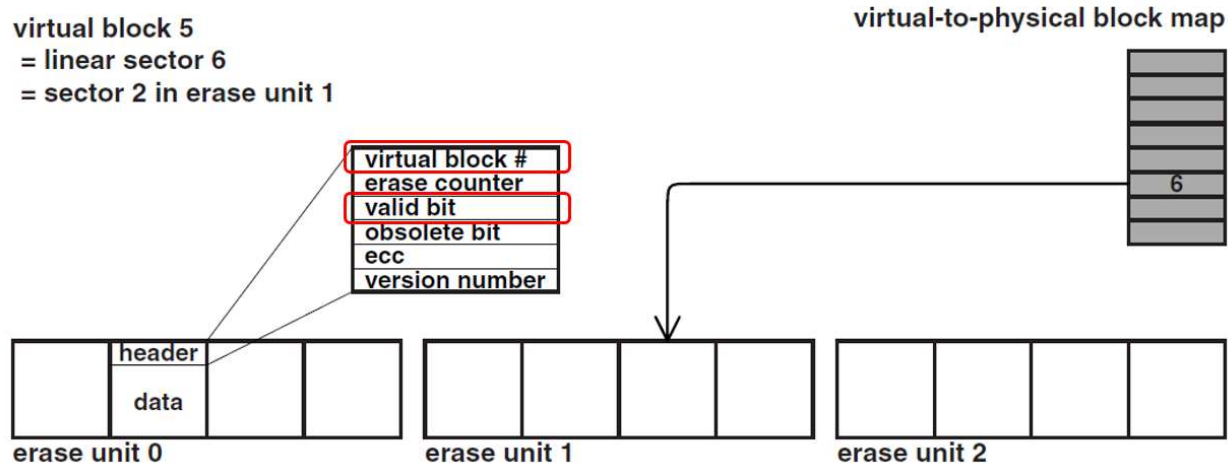 virtual block 5
= linear sector 6
= sector 2 in erase unit 1
virtual-to-physical block map
virtual block #
erase counter
valid bit
obsolete bit
ecc
version number
6
header
data
erase unit 0
erase unit 1
erase unit 2